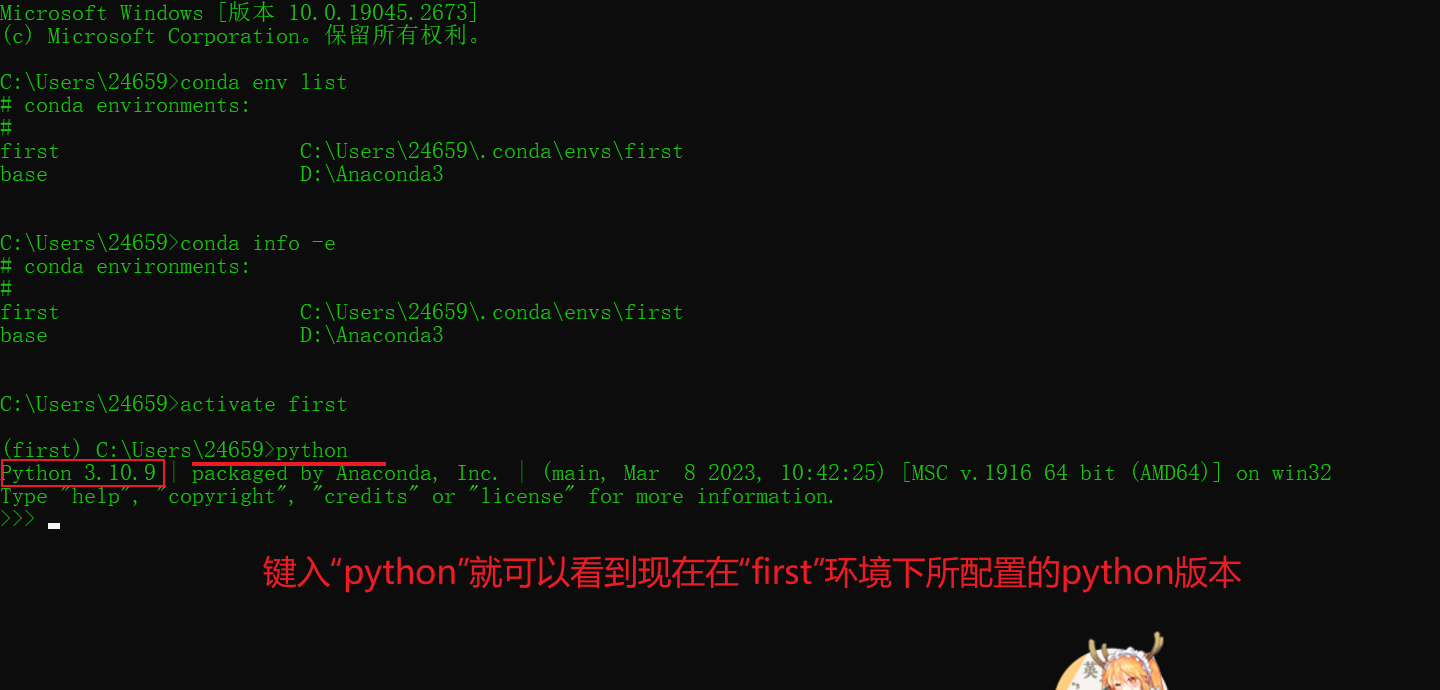 Microsoft Windows [版本 10.0.19045.2673]
(c) Microsoft Corporation。保留所有权利。
C:\Users\24659>conda env list
# conda environments:
#
first                    C:\Users\24659\.conda\envs\first
base                     D:\Anaconda3
C:\Users\24659>conda info -e
# conda environments:
#
first                    C:\Users\24659\.conda\envs\first
base                     D:\Anaconda3
C:\Users\24659>activate first
(first) C:\Users\24659>python
Python 3.10.9 | packaged by Anaconda, Inc. | (main, Mar  8 2023, 10:42:25) [MSC v.1916 64 bit (AMD64)] on win32
Type "help", "copyright", "credits" or "license" for more information.
>>>
键入“python”就可以看到现在在“first”环境下所配置的python版本
英